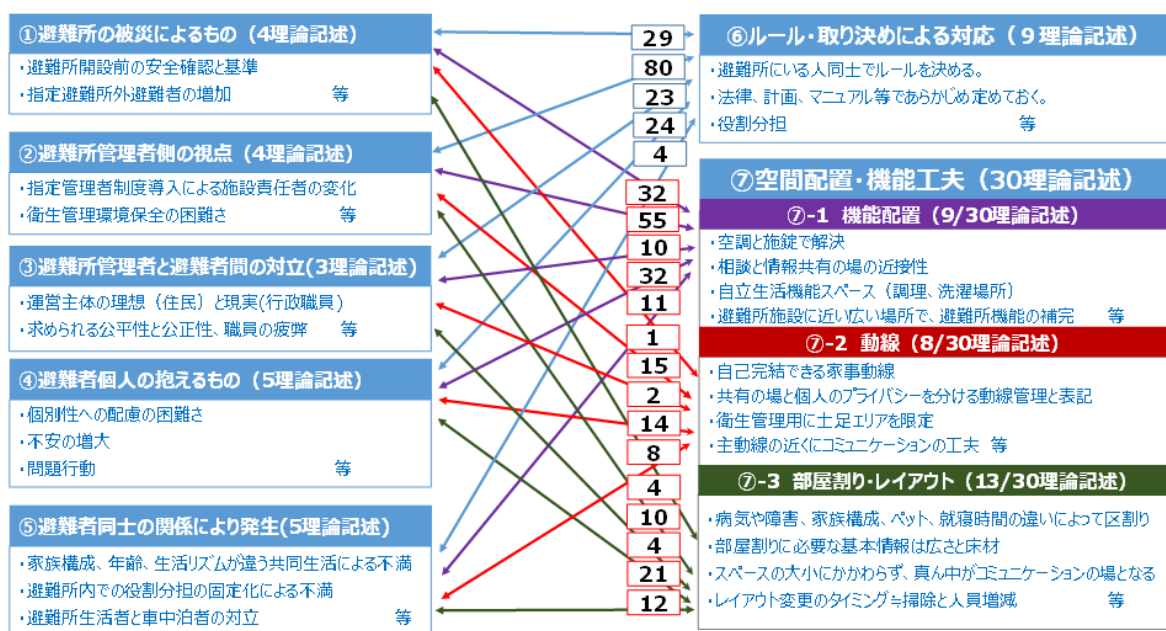 ①避難所の被災によるもの（4理論記述）
・避難所開設前の安全確認と基準
・指定避難所外避難者の増加　等
②避難所管理者側の視点（4理論記述）
・指定管理者制度導入による施設責任者の変化
・衛生管理環境保全の困難さ　等
③避難所管理者と避難者間の対立(3理論記述)
・運営主体の理想（住民）と現実(行政職員)
・求められる公平性と公正性、職員の疲弊　等
④避難者個人の抱えるもの（5理論記述）
・個別性への配慮の困難さ
・不安の増大
・問題行動　等
⑤避難者同士の関係により発生(5理論記述)
・家族構成、年齢、生活リズムが違う共同生活による不満
・避難所内での役割分担の固定化による不満
・避難所生活者と車中泊者の対立　等
29
80
23
24
4
32
55
10
32
11
1
15
2
14
8
4
10
4
21
12
⑥ルール・取り決めによる対応（９理論記述）
・避難所にいる人同士でルールを決める。
・法律、計画、マニュアル等であらかじめ定めておく。
・役割分担　等
⑦空間配置・機能工夫（30理論記述）
⑦-1 機能配置（9/30理論記述）
・空調と施錠で解決
・相談と情報共有の場の近接性
・自立生活機能スペース（調理、洗濯場所）
・避難所施設に近い広い場所で、避難所機能の補完　等
⑦-2 動線（8/30理論記述）
・自己完結できる家事動線
・共有の場と個人のプライバシーを分ける動線管理と表記
・衛生管理用に土足エリアを限定
・主動線の近くにコミュニケーションの工夫 等
⑦-3 部屋割り・レイアウト（13/30理論記述）
・病気や障害、家族構成、ペット、就寝時間の違いによって区割り
・部屋割りに必要な基本情報は広さと床材
・スペースの大小にかかわらず、真ん中がコミュニケーションの場となる
・レイアウト変更のタイミング≒掃除と人員増減　等